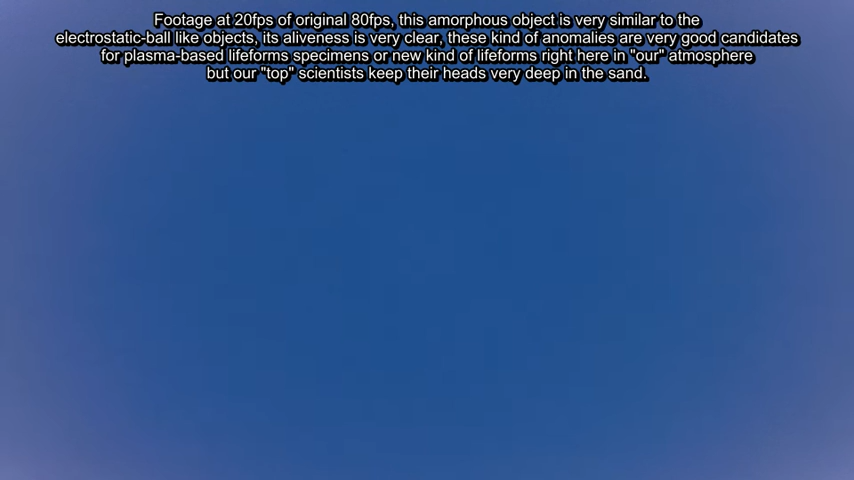 Footage at 20fps of original 80fps, this amorphous object is very similar to the
electrostatic-ball like objects, its aliveness is very clear, these kind of anomalies are very good candidates
for plasma-based lifeforms specimens or new kind of lifeforms right here in "our" atmosphere
but our "top" scientists keep their heads very deep in the sand.